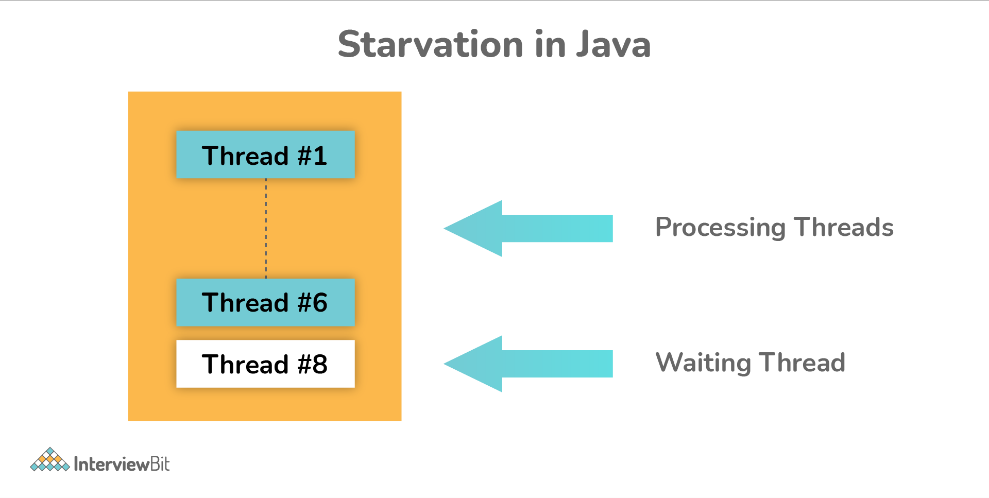 Starvation in Java
Thread #1
Processing Threads
Thread #6
Thread #8
Waiting Thread
InterviewBit